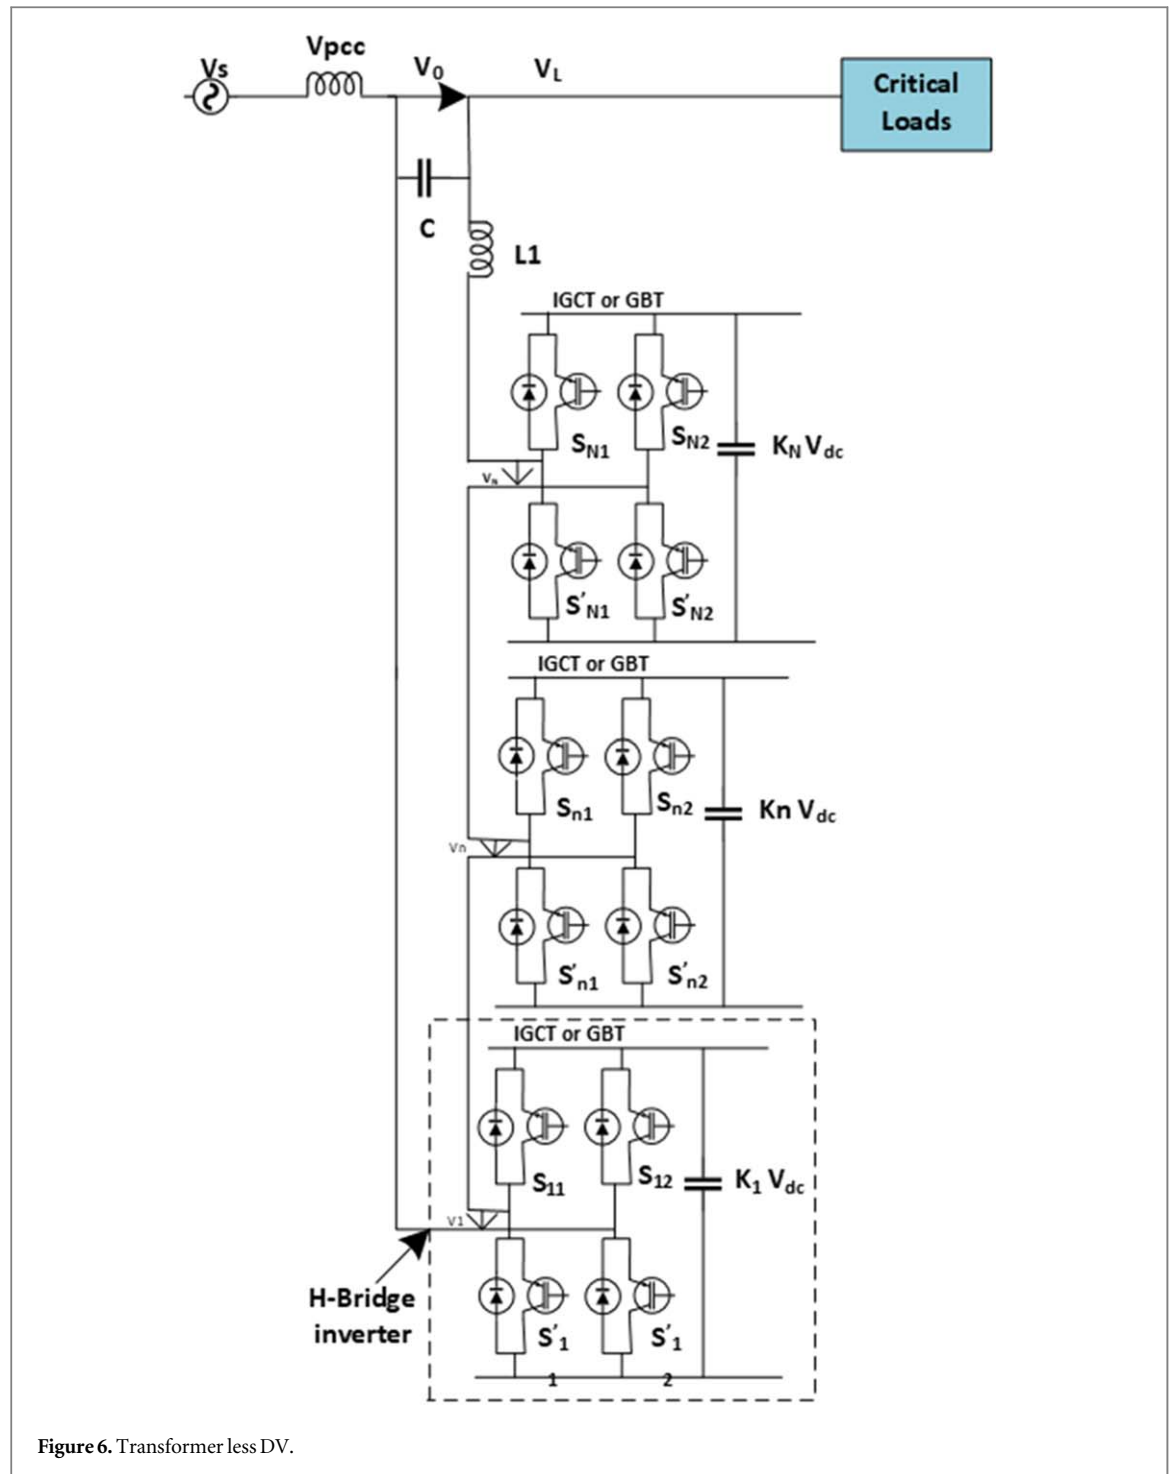 Vpcc
Vs
V0
VL
Critical
Loads
C
L1
IGCT or GBT
SN1
SN2
KN Vdc
VN
S'N1
S'N2
IGCT or GBT
Sn1
Sn2
Kn Vdc
Vn
S'n1
S'n2
IGCT or GBT
S11
S12
K1 Vdc
V1
H-Bridge
inverter
S'1
S'1
1
2
Figure 6. Transformer less DV.